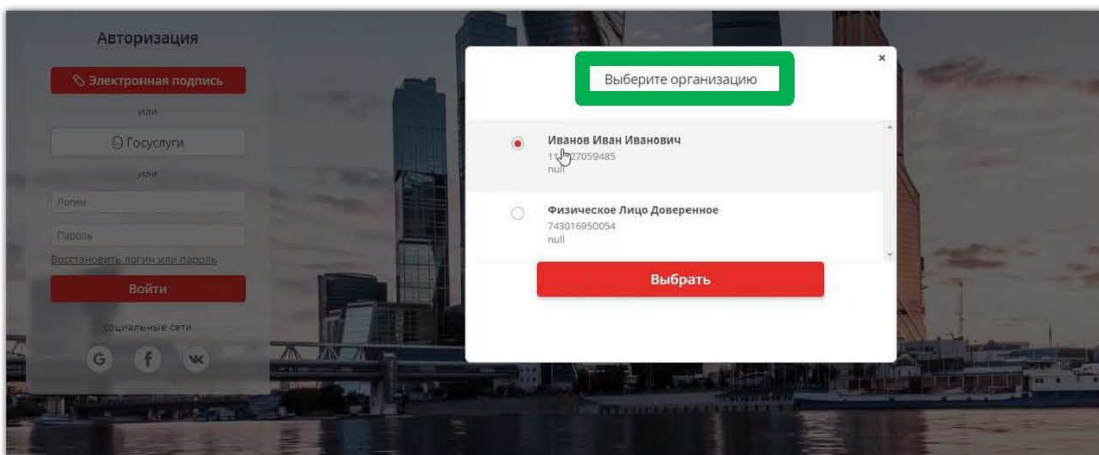 Авторизация
Электронная подпись
или
Госуслуги
или
Логин
Пароль
Восстановить логин или пароль
Войти
социальные сети
G f
Выберите организацию
×
Иванов Иван Иванович
null
Физическое Лицо Доверенное
743016950054
null
Выбрать